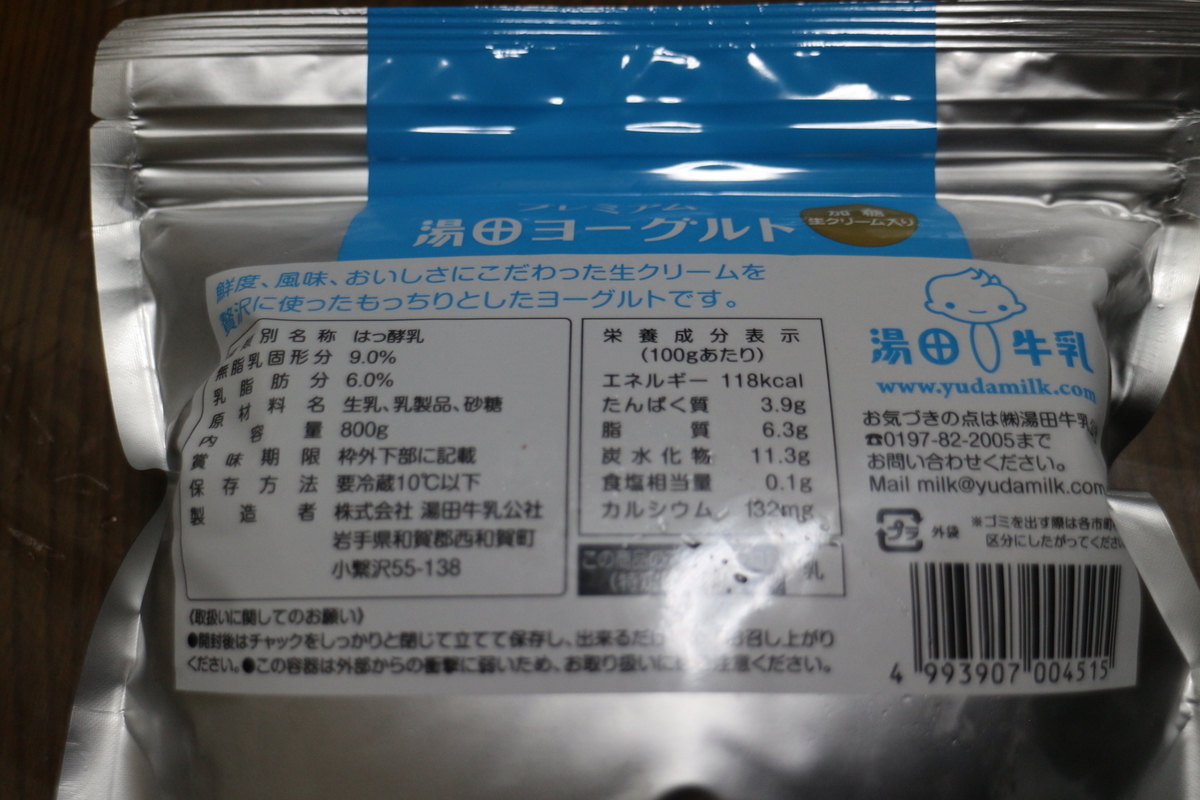 プレミアム
湯田ヨーグルト
加糖
生クリーム入り
鮮度、風味、おいしさにこだわった生クリームを
贅沢に使ったもっちりとしたヨーグルトです。
種類別名称 はっ酵乳
無脂乳固形分 9.0%
乳脂肪分 6.0%
原材料名 生乳、乳製品、砂糖
内容量 800g
賞味期限 枠外下部に記載
保存方法 要冷蔵10℃以下
製造者 株式会社 湯田牛乳公社
岩手県和賀郡西和賀町
小繋沢55-138
栄養成分表示
(100gあたり)
エネルギー 118kcal
たんぱく質 3.9g
脂質 6.3g
炭水化物 11.3g
食塩相当量 0.1g
カルシウム 132mg
この商品の
乳
湯田牛乳
www.yudamilk.com
お気づきの点は㈱湯田牛乳
☎0197-82-2005まで
お問い合わせください。
Mail milk@yudamilk.com
プラ 外袋 ※ゴミを出す際は各市町
区分にしたがってくださ
《取扱いに関してのお願い》
●開封後はチャックをしっかりと閉じて立てて保存し、出来るだけ お召し上がり
ください。●この容器は外部からの衝撃に弱いため、お取り扱いには ご注意ください。
4 993907 004515